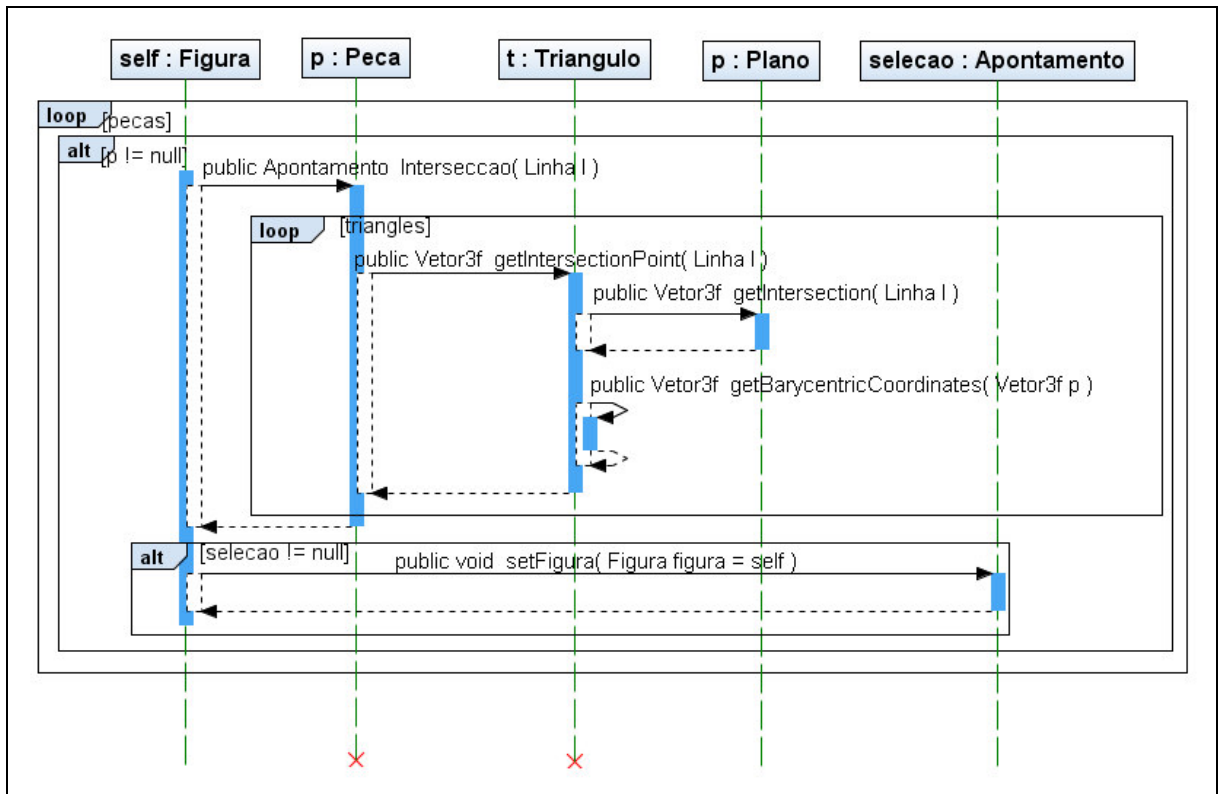 self : Figura
p : Peca
t : Triangulo
p : Plano
selecao : Apontamento
loop [pecas]
alt [p != null]
public Apontamento Interseccao( Linha l )
loop [triangles]
public Vetor3f getIntersectionPoint( Linha l )
public Vetor3f getIntersection( Linha l )
public Vetor3f getBarycentricCoordinates( Vetor3f p )
alt [selecao != null]
public void setFigura( Figura figura = self )